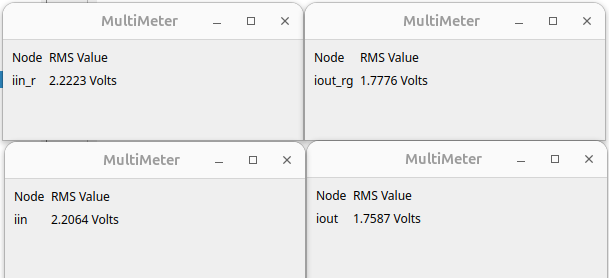 MultiMeter
Node RMS Value
iin_r 2.2223 Volts
MultiMeter
Node RMS Value
iout_rg 1.7776 Volts
MultiMeter
Node RMS Value
iin 2.2064 Volts
MultiMeter
Node RMS Value
iout 1.7587 Volts